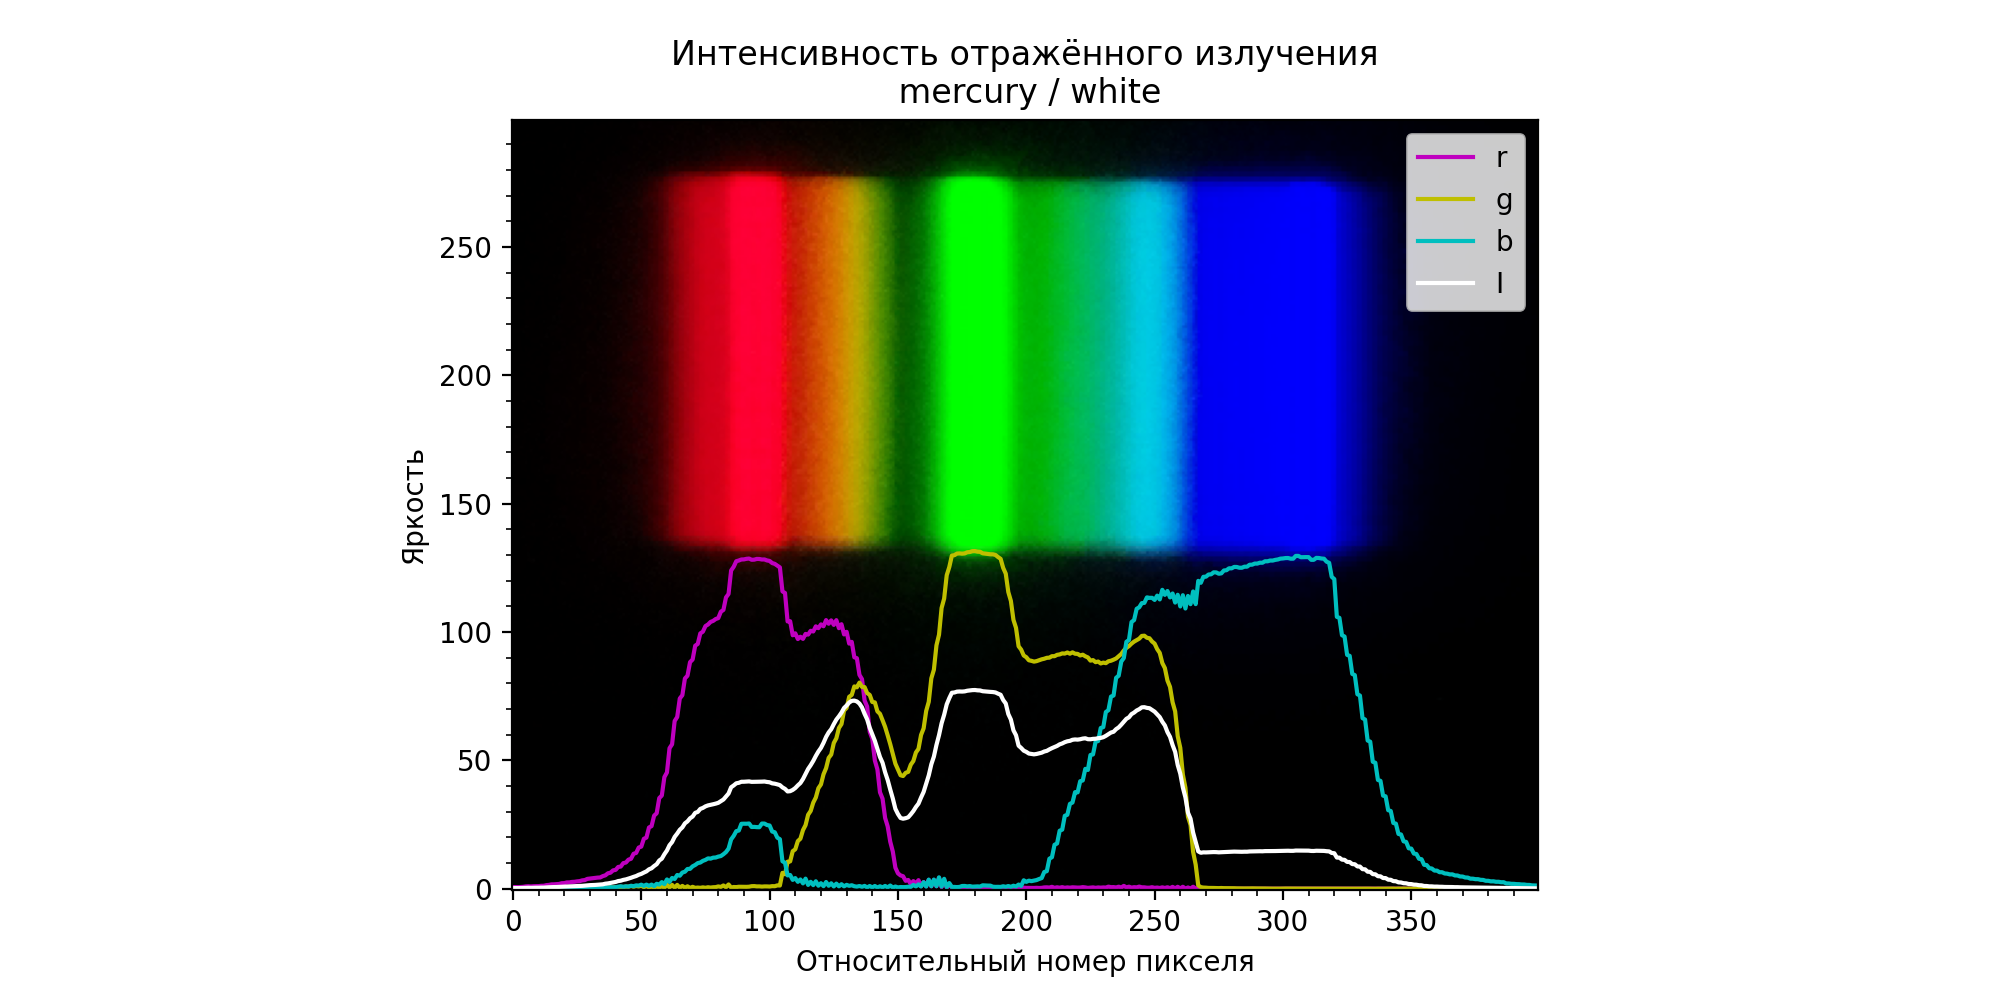 Интенсивность отражённого излучения
mercury / white
r
g
b
l
Яркость
250
200
150
100
50
0
0 50 100 150 200 250 300 350
Относительный номер пикселя